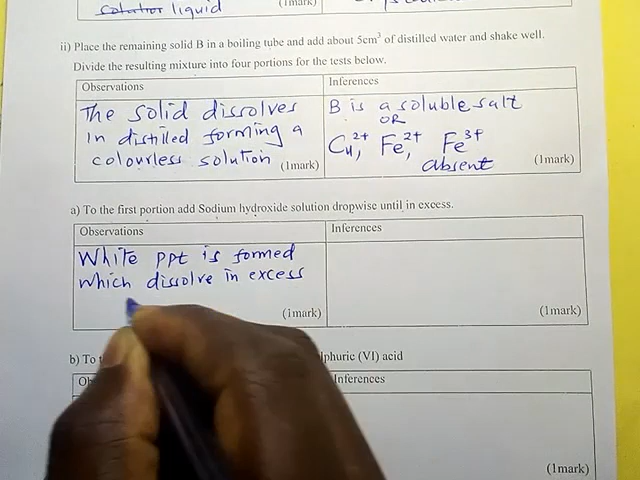 solution liquid
(1mark)
ii) Place the remaining solid B in a boiling tube and add about 5cm³ of distilled water and shake well.
Divide the resulting mixture into four portions for the tests below.
Observations
Inferences
The solid dissolves
in distilled forming a
colourless solution (1mark)
B is a soluble salt
OR
Cu²⁺, Fe²⁺, Fe³⁺
absent (1mark)
a) To the first portion add Sodium hydroxide solution dropwise until in excess.
Observations
Inferences
White ppt is formed
which dissolve in excess
(1mark)
(1mark)
b) To lphuric (VI) acid
Ob
Inferences
(1mark)